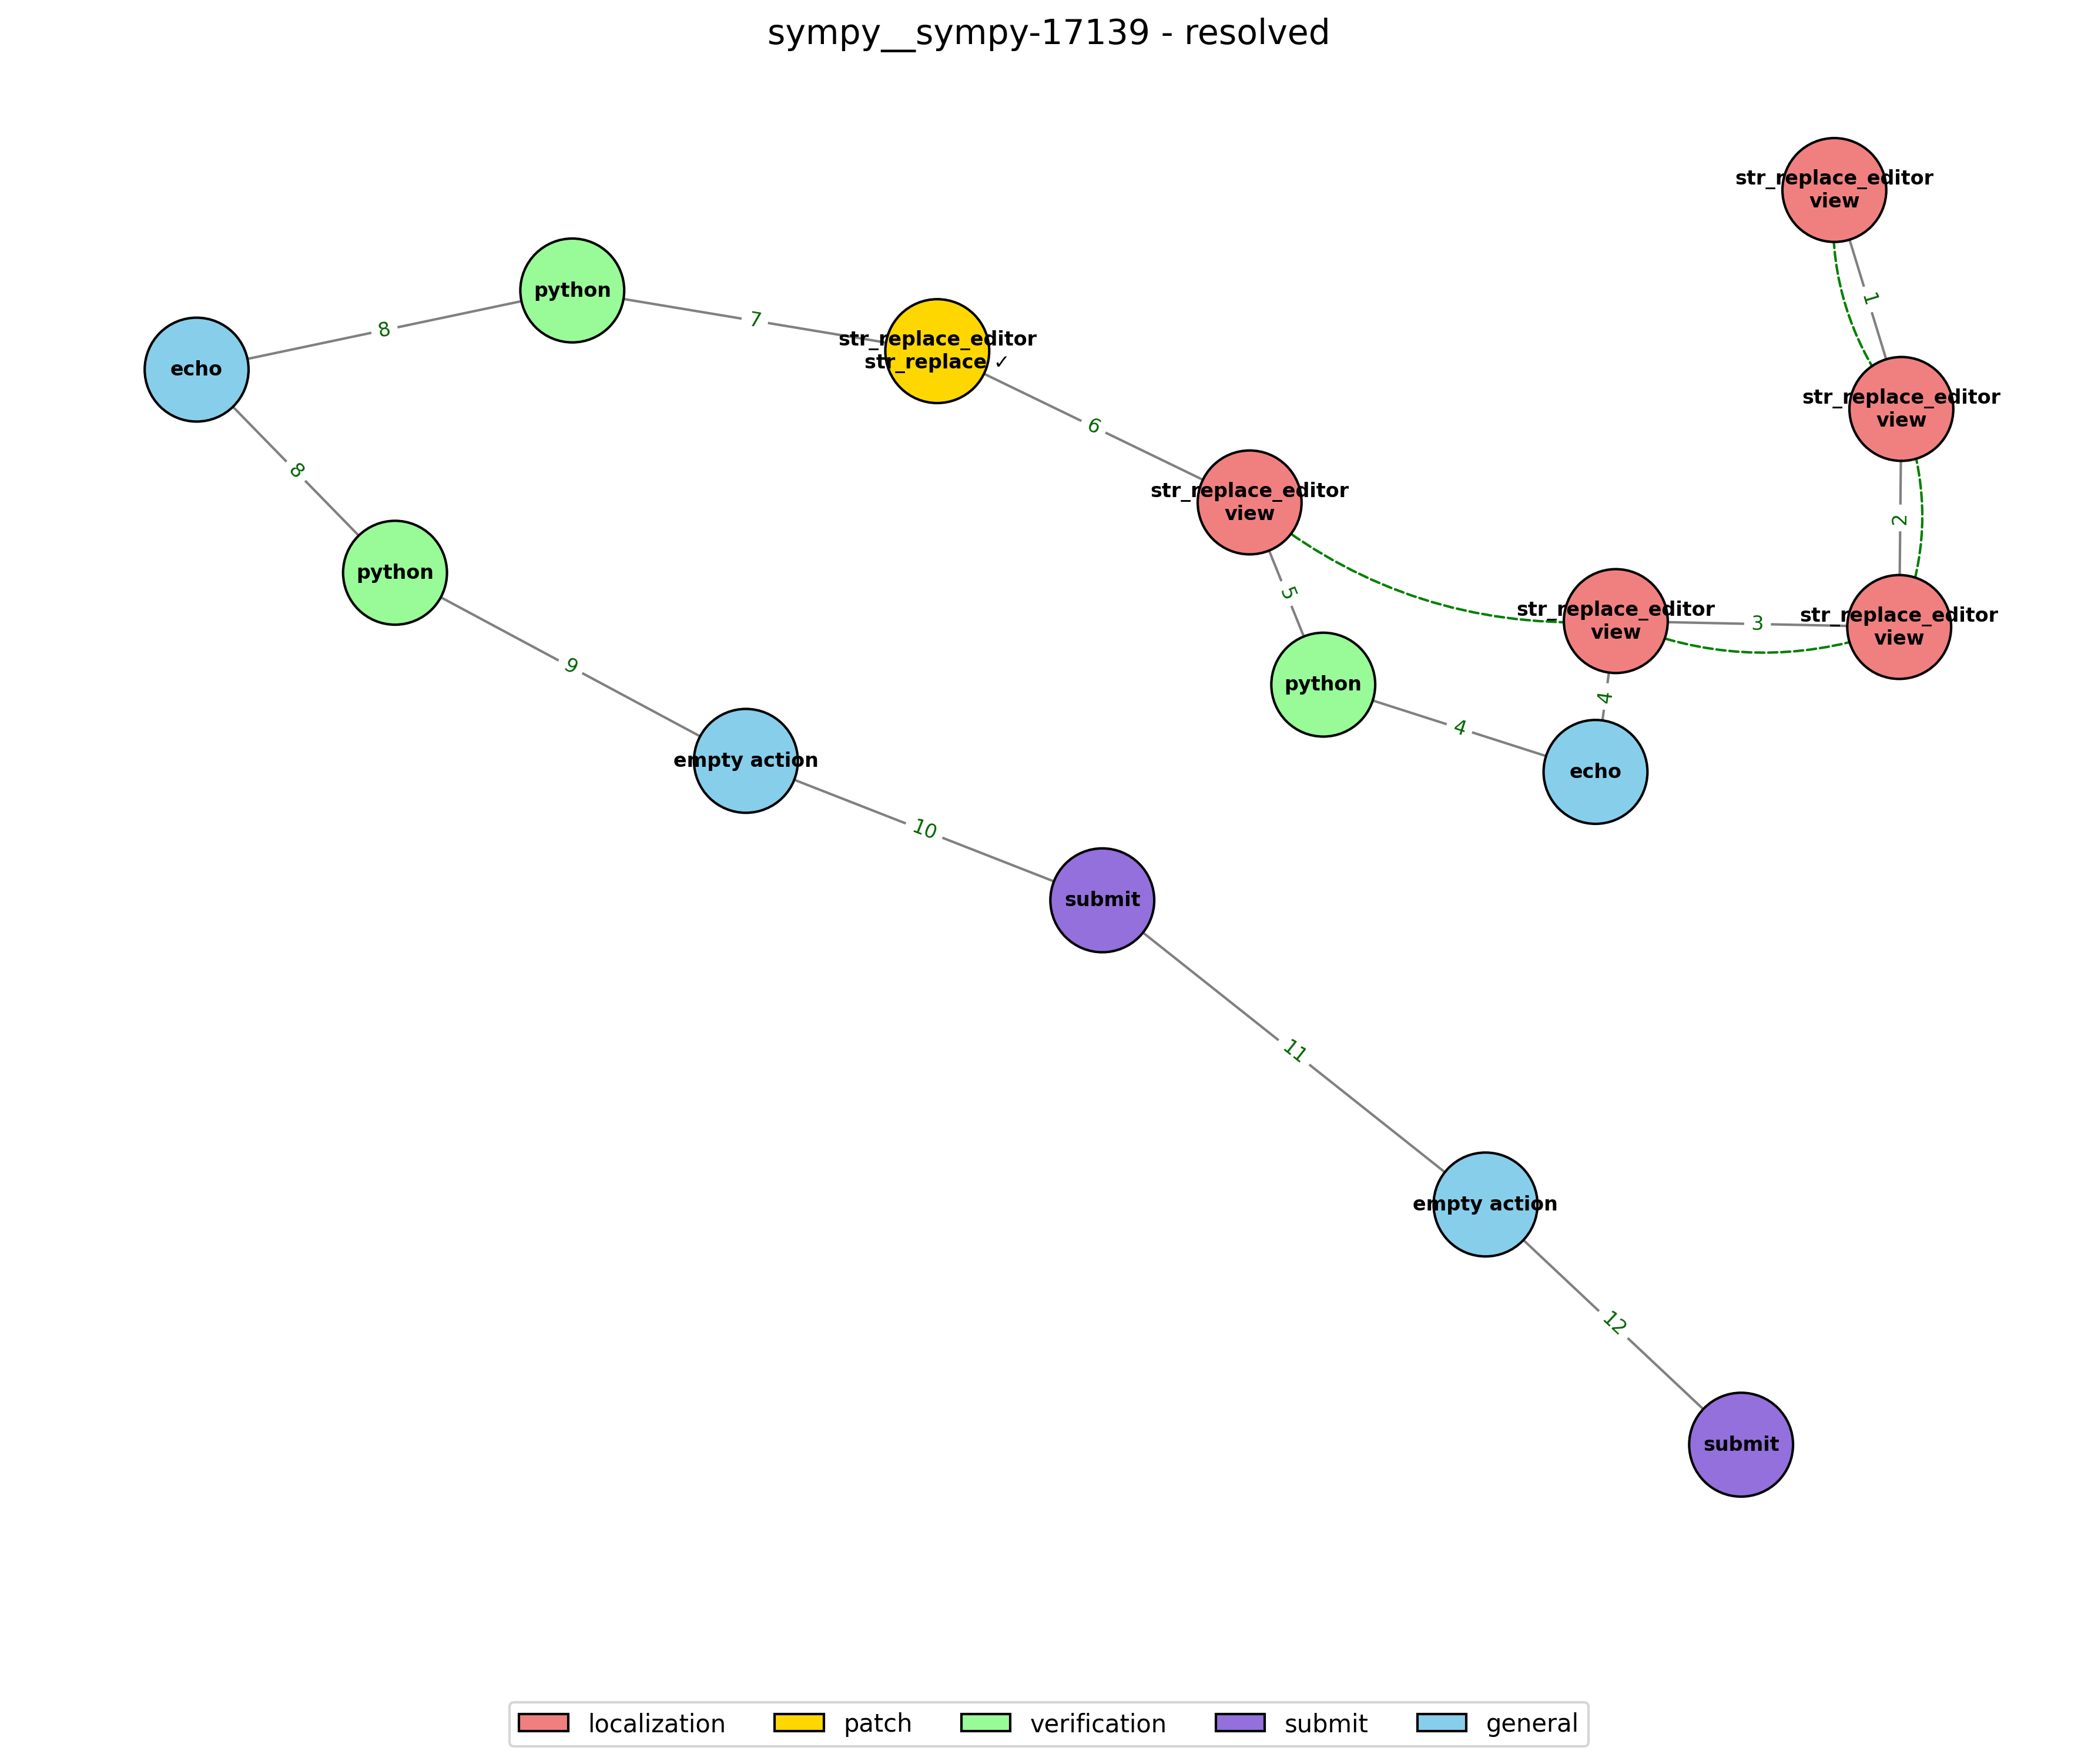 sympy__sympy-17139 - resolved
str_replace_editor
view
1
str_replace_editor
view
2
str_replace_editor
view
3
str_replace_editor
view
4
echo
4
python
5
str_replace_editor
view
6
str_replace_editor
str_replace ✓
7
python
8
echo
8
python
9
empty action
10
submit
11
empty action
12
submit
localization
patch
verification
submit
general